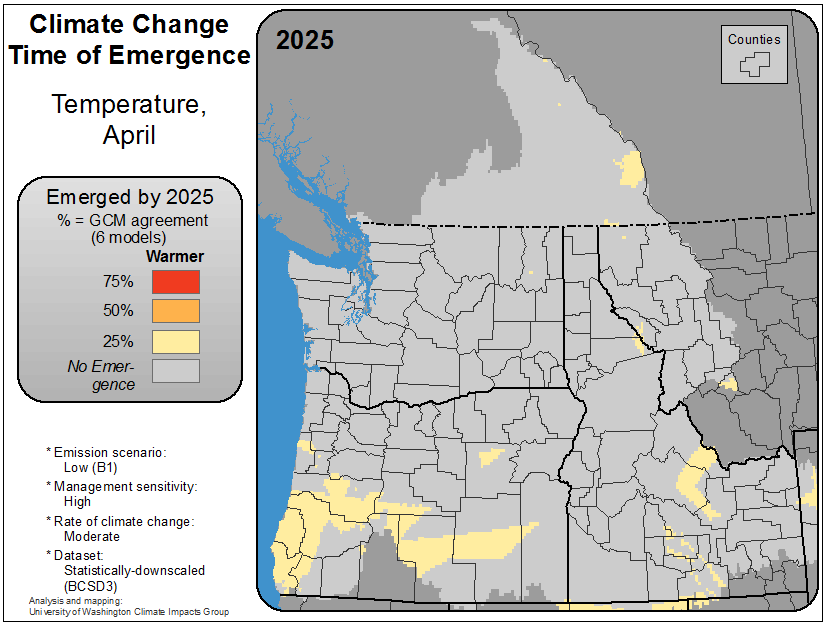 Climate Change
Time of Emergence
Temperature,
April
Emerged by 2025
% = GCM agreement
(6 models)
Warmer
75%
50%
25%
No Emer-
gence
* Emission scenario:
Low (B1)
* Management sensitivity:
High
* Rate of climate change:
Moderate
* Dataset:
Statistically-downscaled
(BCSD3)
Analysis and mapping:
University of Washington Climate Impacts Group
2025
Counties